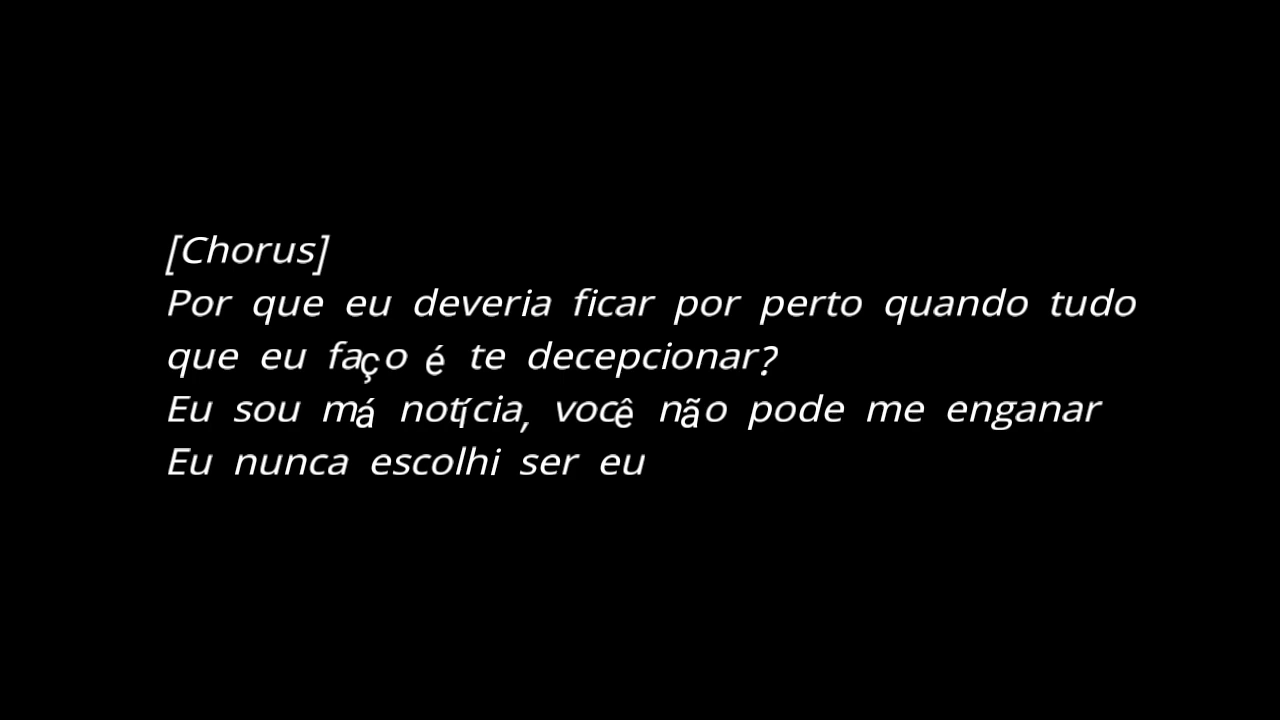 [Chorus]
Por que eu deveria ficar por perto quando tudo
que eu faço é te decepcionar?
Eu sou má notícia, você não pode me enganar
Eu nunca escolhi ser eu